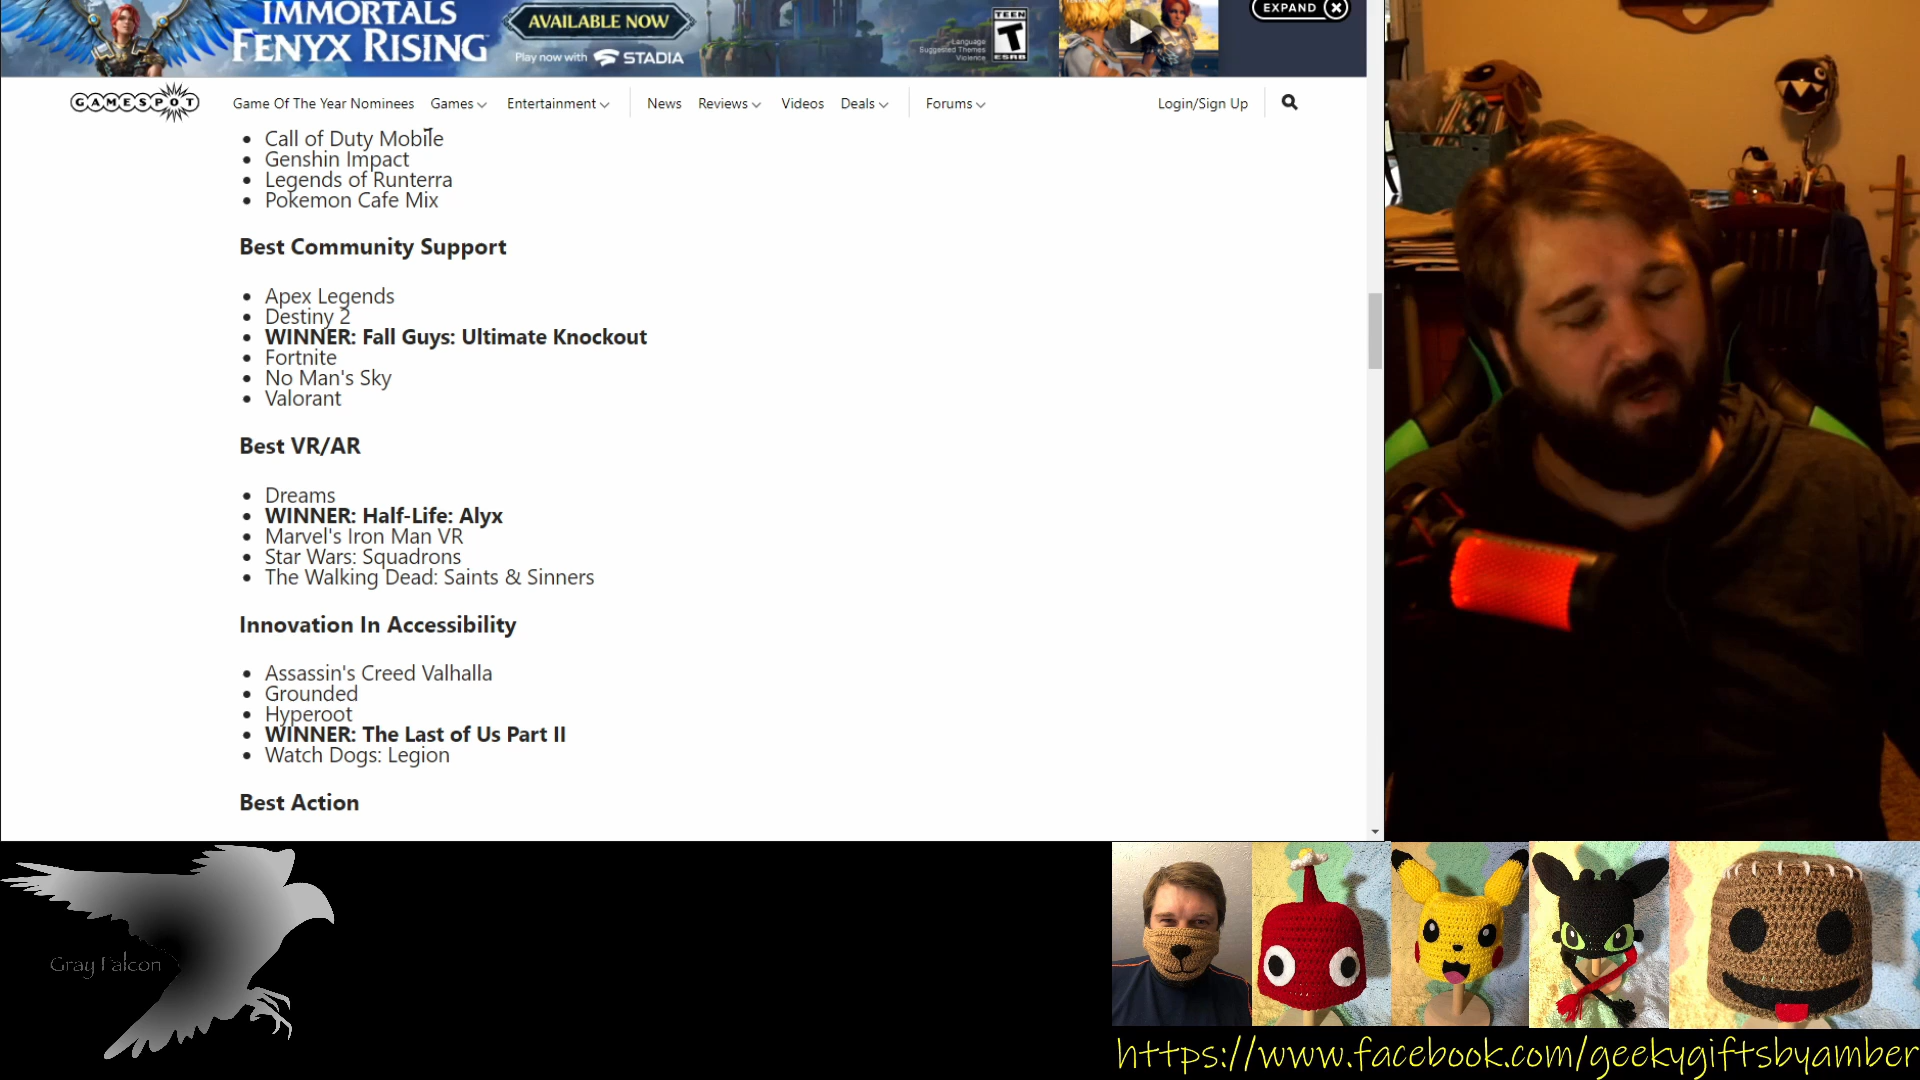 IMMORTALS
FENYX RISING
AVAILABLE NOW
Play now with STADIA
TEEN
T
ESRB
Language
Suggested Themes
Violence
EXPAND
GAMESPOT
Game Of The Year Nominees Games Entertainment News Reviews Videos Deals Forums Login/Sign Up
Call of Duty Mobile
Genshin Impact
Legends of Runterra
Pokemon Cafe Mix
Best Community Support
Apex Legends
Destiny 2
WINNER: Fall Guys: Ultimate Knockout
Fortnite
No Man's Sky
Valorant
Best VR/AR
Dreams
WINNER: Half-Life: Alyx
Marvel's Iron Man VR
Star Wars: Squadrons
The Walking Dead: Saints & Sinners
Innovation In Accessibility
Assassin's Creed Valhalla
Grounded
Hyperoot
WINNER: The Last of Us Part II
Watch Dogs: Legion
Best Action
Gray Falcon
https://www.facebook.com/geekygiftsbyamber